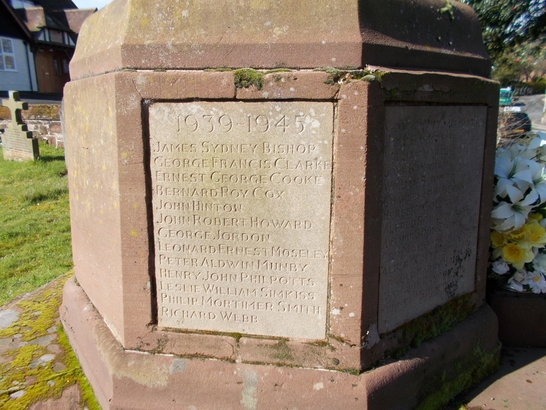 1939-1945
JAMES SYDNEY BISHOP
GEORGE FRANCIS CLARKE
ERNEST GEORGE COOKE
BERNARD ROY COX
JOHN HINTON
JOHN ROBERT HOWARD
GEORGE JORDON
LEONARD ERNEST MOSELEY
PETER ALDWIN MUNBY
HENRY JOHN PHILPOTTS
LESLIE WILLIAM SIMKISS
PHILIP MORTIMER SMITH
RICHARD WEBB